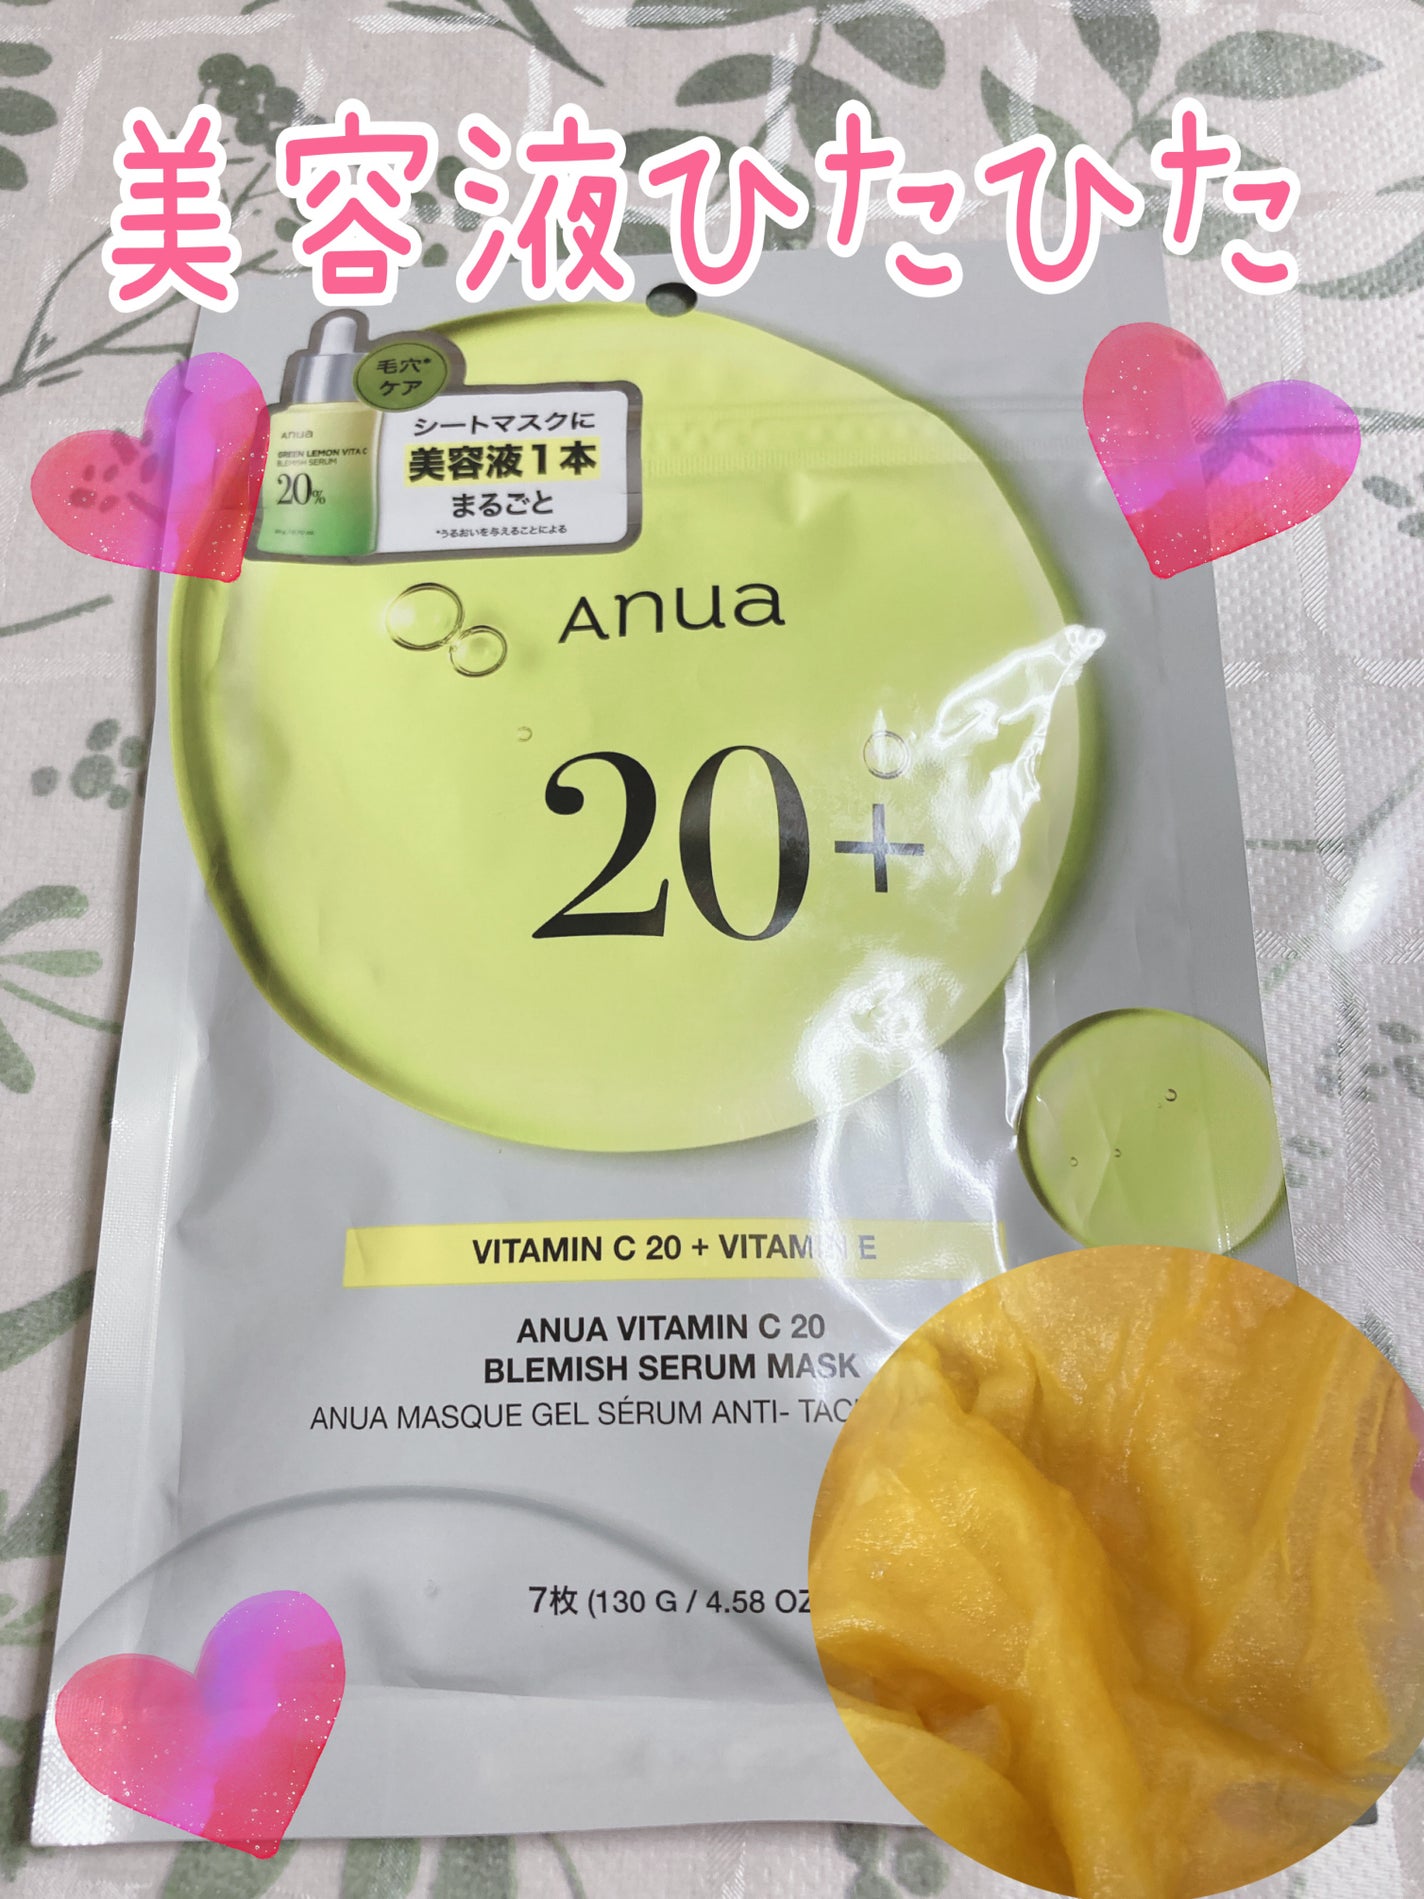 美容液ひたひた
毛穴*
ケア
シートマスクに
美容液1本
まるごと
*うるおいを与えることによる
Anua
GREEN LEMON VITA C
BLEMISH SERUM
20%
Anua
20+
VITAMIN C 20 + VITAMIN E
ANUA VITAMIN C 20
BLEMISH SERUM MASK
ANUA MASQUE GEL SÉRUM ANTI-
7枚 (130 G / 4.58 OZ